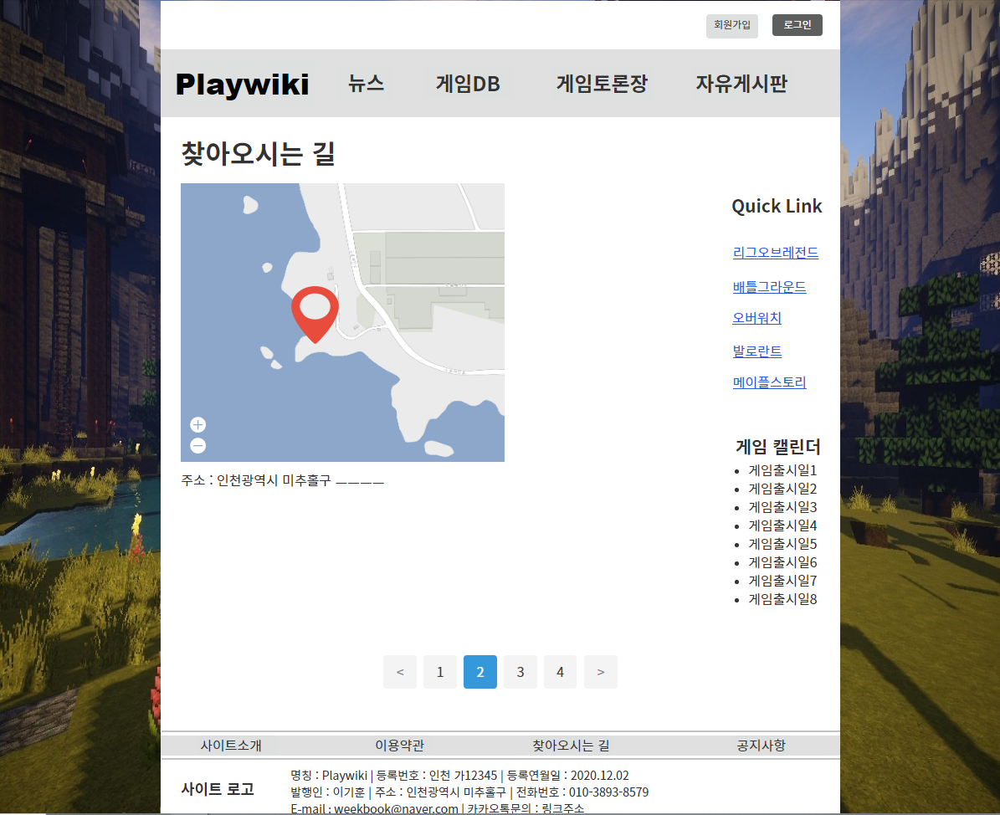 회원가입 로그인
Playwiki 뉴스 게임DB 게임토론장 자유게시판
찾아오시는 길
Quick Link
리그오브레전드
배틀그라운드
오버워치
발로란트
메이플스토리
주소 : 인천광역시 미추홀구 ㅡㅡㅡㅡ
게임 캘린더
게임출시일1
게임출시일2
게임출시일3
게임출시일4
게임출시일5
게임출시일6
게임출시일7
게임출시일8
< 1 2 3 4 >
사이트소개 이용약관 찾아오시는 길 공지사항
사이트 로고
명칭 : Playwiki | 등록번호 : 인천 가12345 | 등록연월일 : 2020.12.02
발행인 : 이기훈 | 주소 : 인천광역시 미추홀구 | 전화번호 : 010-3893-8579
E-mail : weekbook@naver.com | 카카오톡문의 : 링크주소